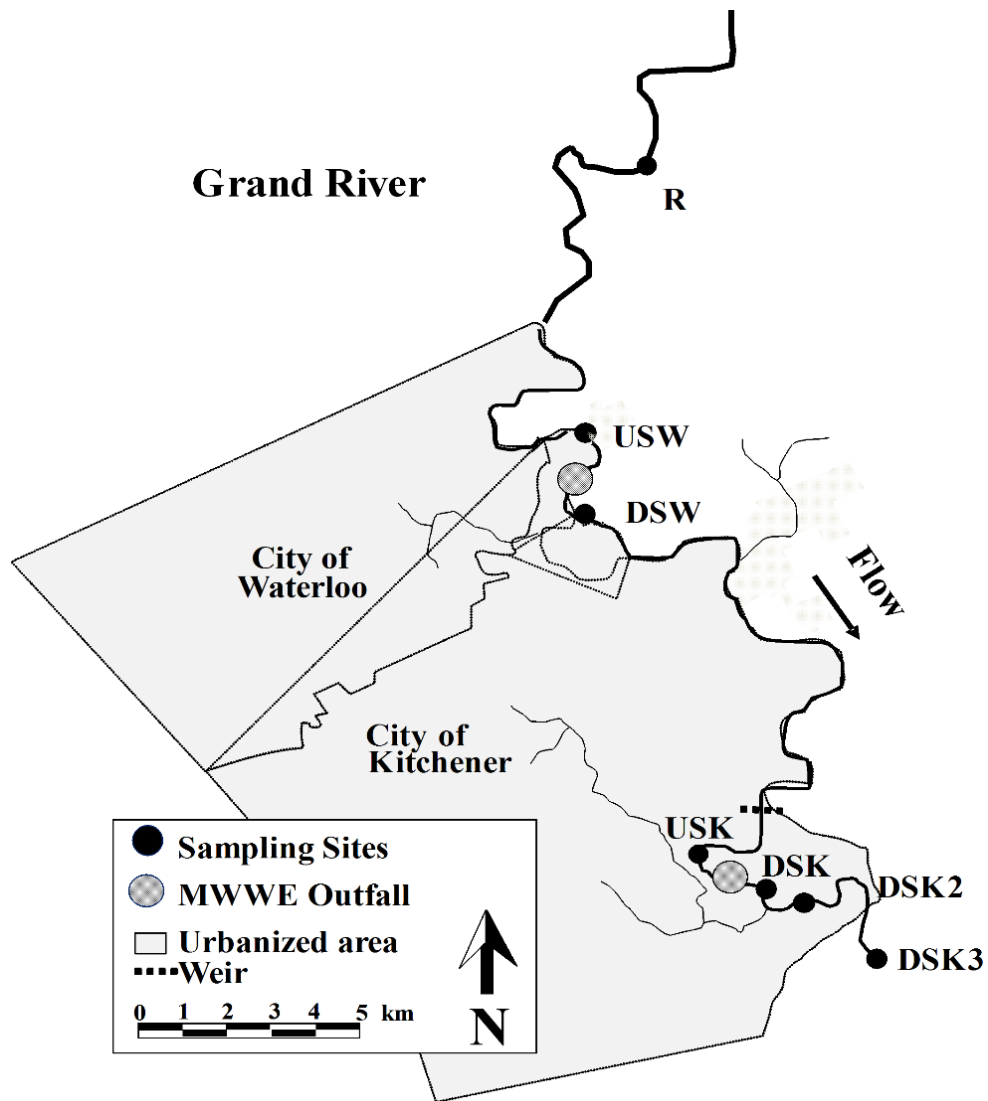 Grand River
R
USW
DSW
City of
Waterloo
Flow
City of
Kitchener
USK
DSK
DSK2
DSK3
Sampling Sites
MWWE Outfall
Urbanized area
Weir
0 1 2 3 4 5 km
N